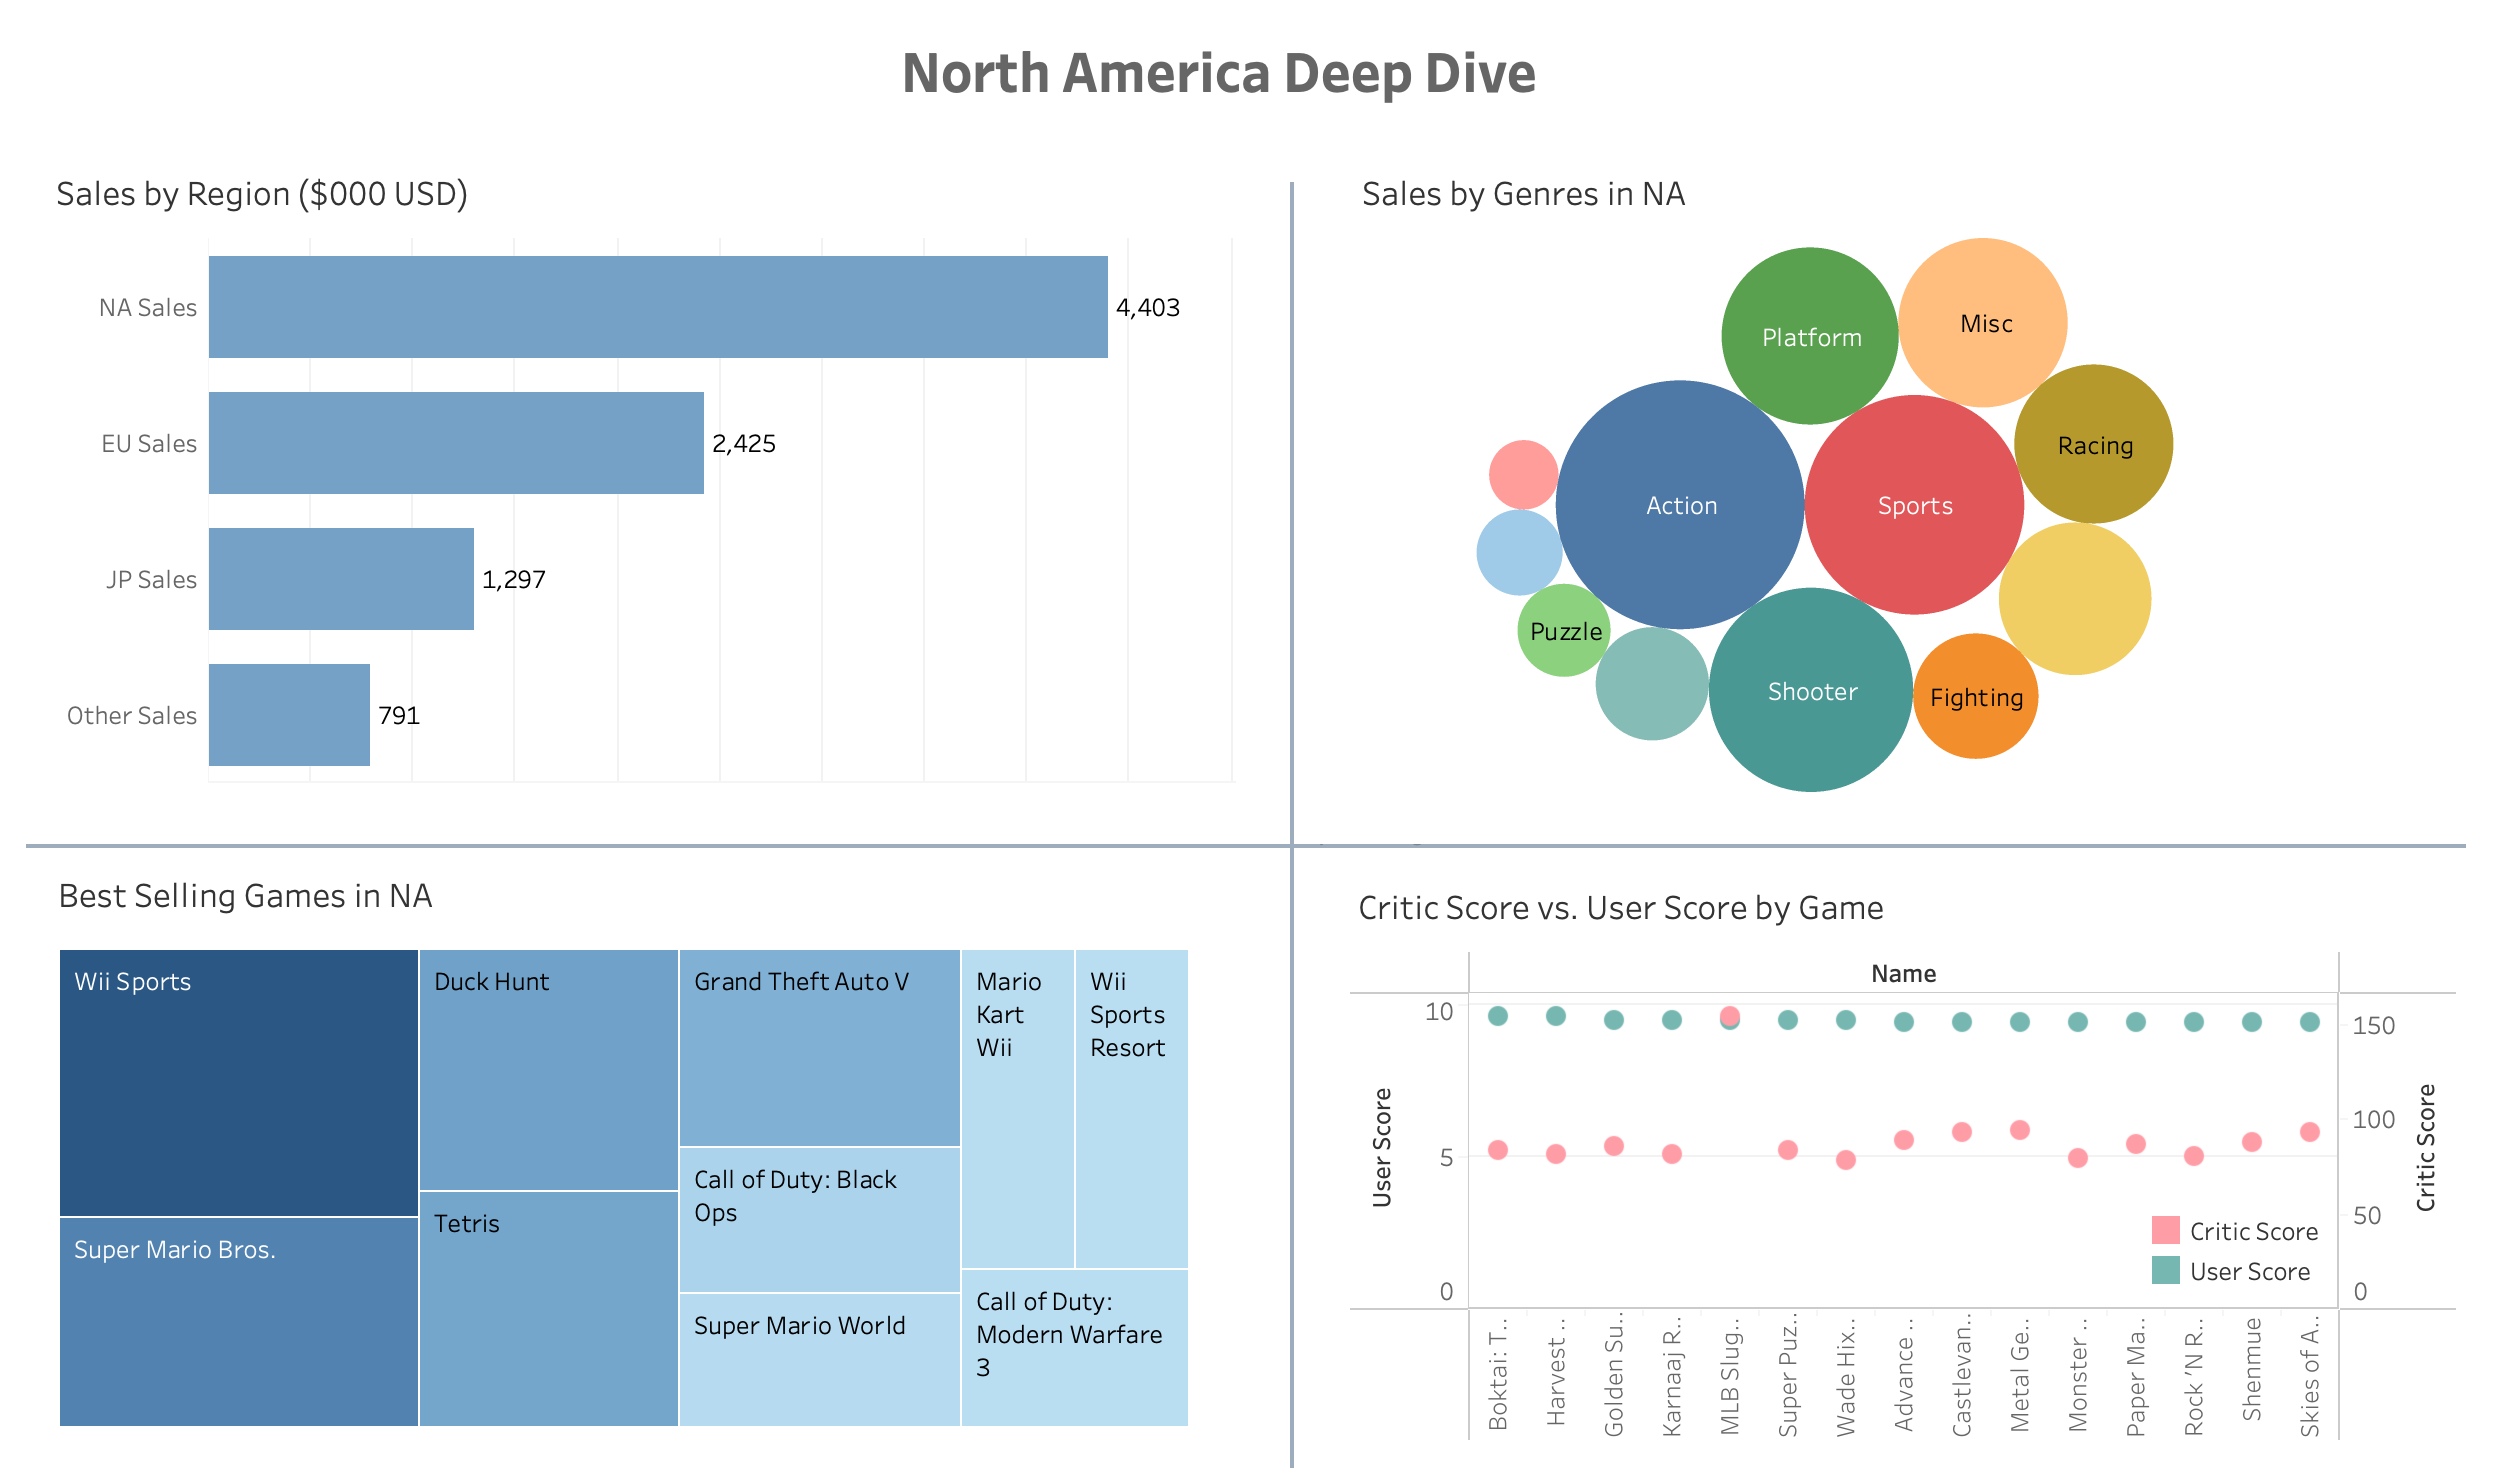 North America Deep Dive
Sales by Region ($000 USD)
NA Sales
4,403
EU Sales
2,425
JP Sales
1,297
Other Sales
791
Sales by Genres in NA
Platform
Misc
Racing
Action
Sports
Puzzle
Shooter
Fighting
Best Selling Games in NA
Wii Sports
Super Mario Bros.
Duck Hunt
Tetris
Grand Theft Auto V
Call of Duty: Black
Ops
Super Mario World
Mario
Kart
Wii
Wii
Sports
Resort
Call of Duty:
Modern Warfare
3
Critic Score vs. User Score by Game
Name
User Score
10
5
0
150
100
50
0
Critic Score
Critic Score
User Score
Boktai: T..
Harvest ..
Golden Su..
Karnaaj R..
MLB Slug..
Super Puz..
Wade Hix..
Advance ..
Castlevan..
Metal Ge..
Monster ..
Paper Ma..
Rock 'N R..
Shenmue
Skies of A..